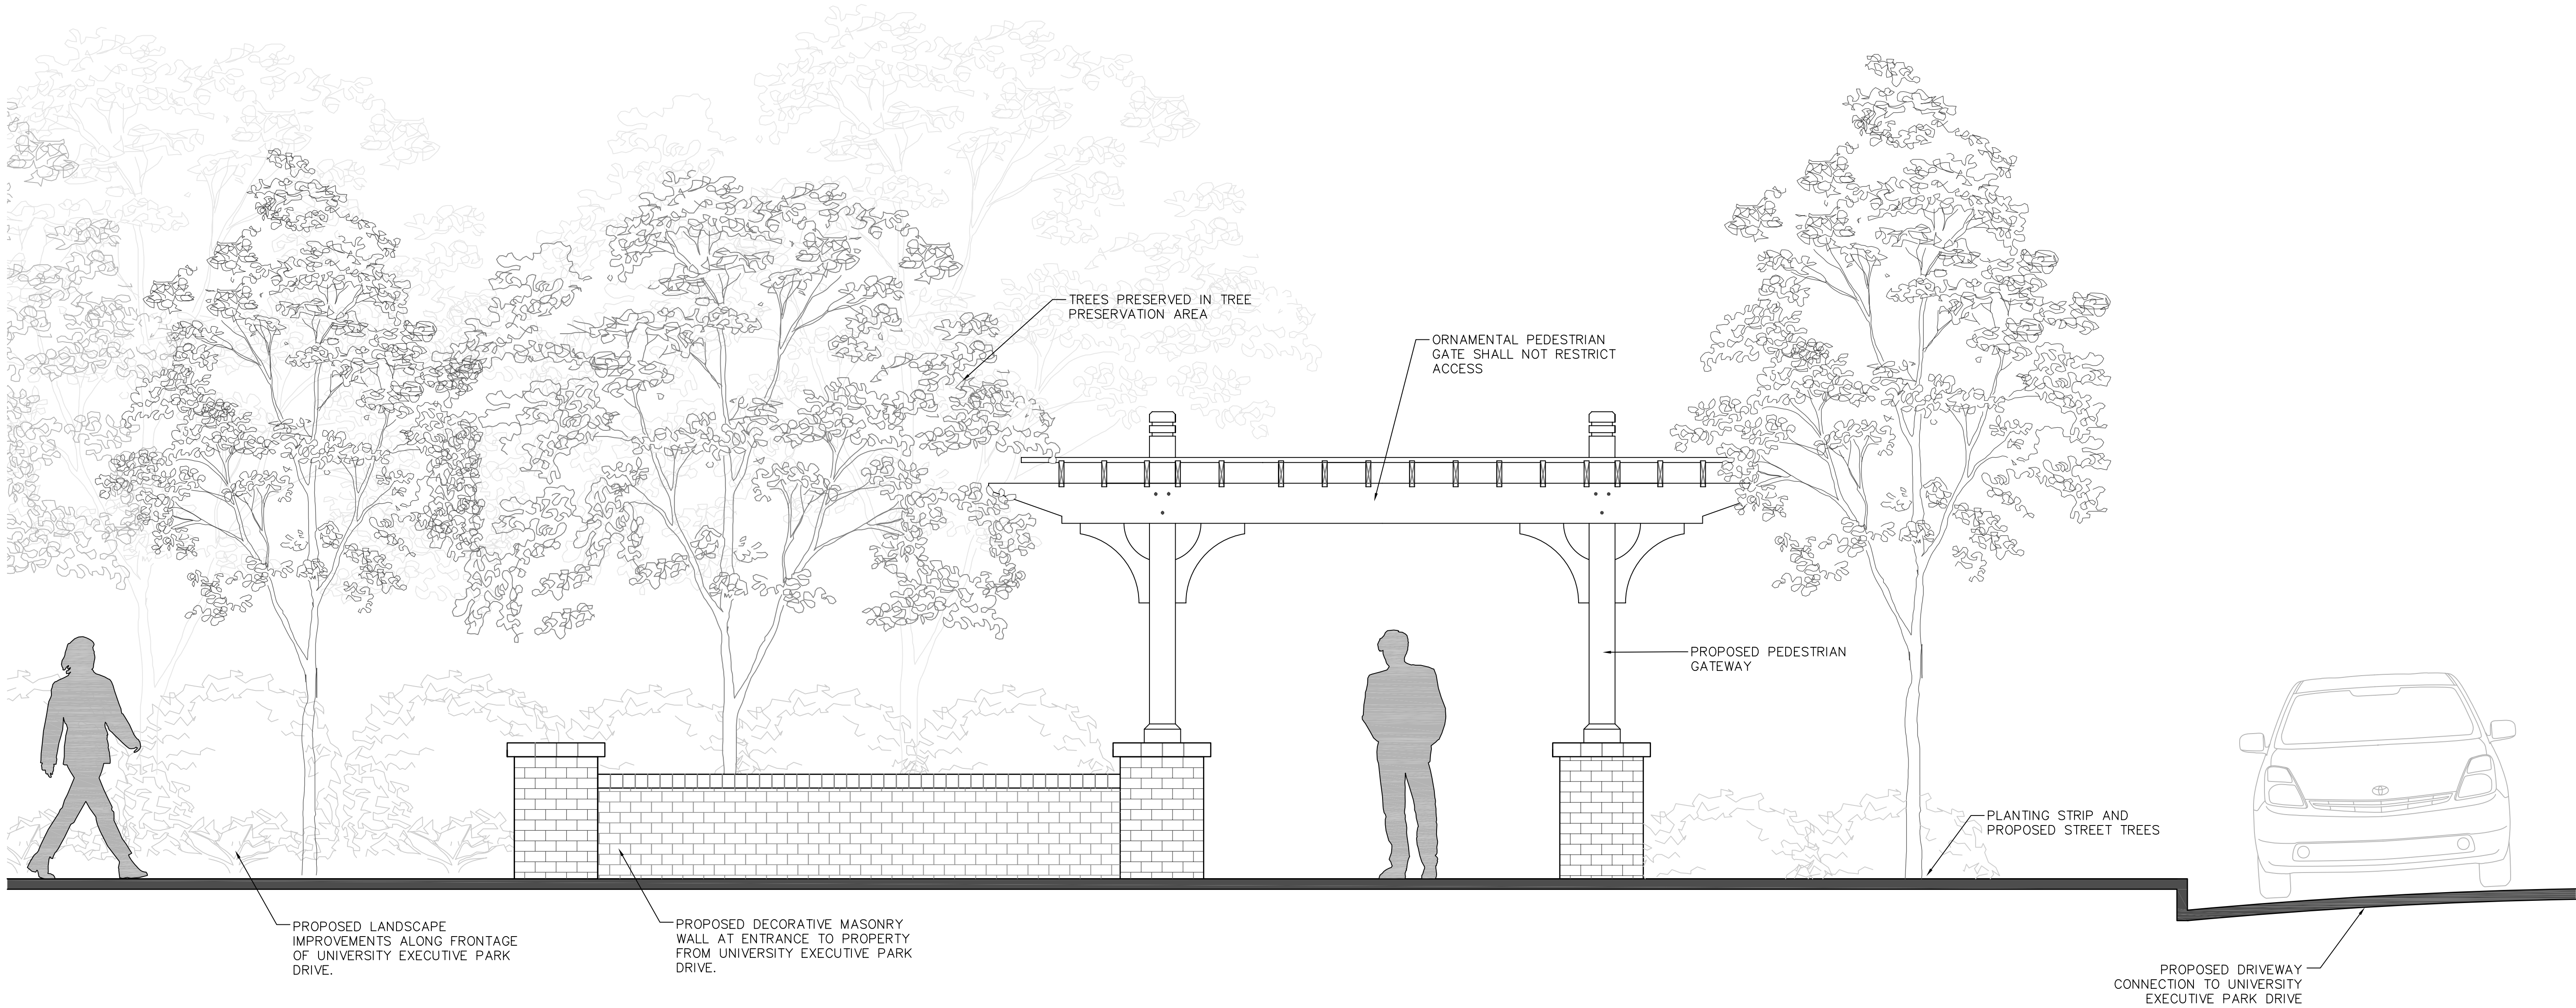 TREES PRESERVED IN TREE
PRESERVATION AREA
ORNAMENTAL PEDESTRIAN
GATE SHALL NOT RESTRICT
ACCESS
PROPOSED PEDESTRIAN
GATEWAY
PLANTING STRIP AND
PROPOSED STREET TREES
PROPOSED LANDSCAPE
IMPROVEMENTS ALONG FRONTAGE
OF UNIVERSITY EXECUTIVE PARK
DRIVE.
PROPOSED DECORATIVE MASONRY
WALL AT ENTRANCE TO PROPERTY
FROM UNIVERSITY EXECUTIVE PARK
DRIVE.
PROPOSED DRIVEWAY
CONNECTION TO UNIVERSITY
EXECUTIVE PARK DRIVE